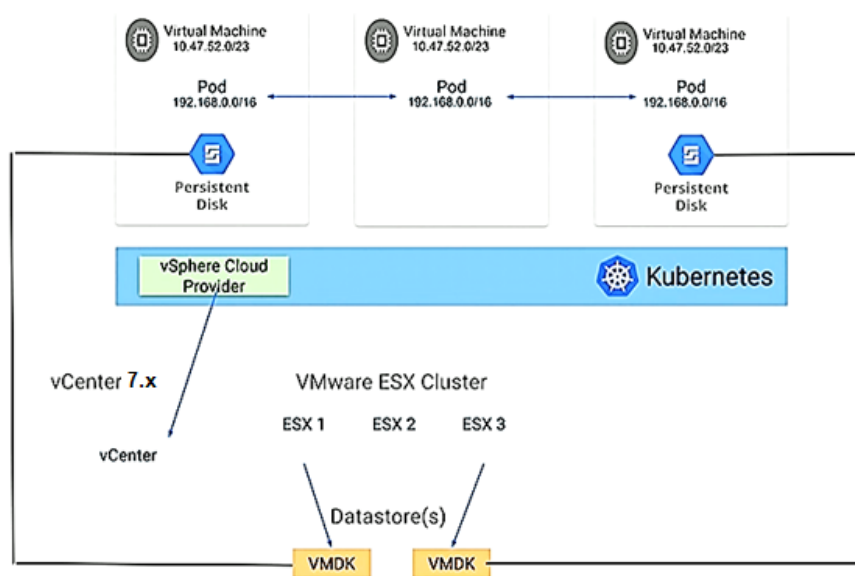 Virtual Machine
10.47.52.0/23
Virtual Machine
10.47.52.0/23
Virtual Machine
10.47.52.0/23
Pod
192.168.0.0/16
Pod
192.168.0.0/16
Pod
192.168.0.0/16
Persistent
Disk
Persistent
Disk
vSphere Cloud
Provider
Kubernetes
vCenter 7.x
VMware ESX Cluster
ESX 1
ESX 2
ESX 3
vCenter
Datastore(s)
VMDK
VMDK